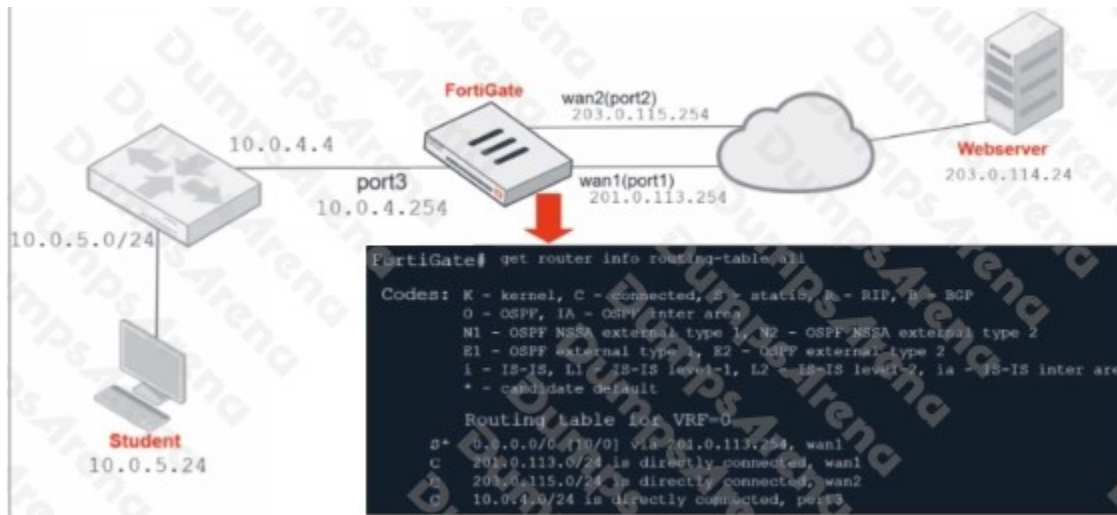 FortiGate
wan2(port2)
203.0.115.254
10.0.4.4
port3
10.0.4.254
wan1(port1)
201.0.113.254
Webserver
203.0.114.24
10.0.5.0/24
Student
10.0.5.24
FortiGate# get router info routing-table all
Codes: K - kernel, C - connected, S - static, R - RIP, B - BGP
O - OSPF, IA - OSPF inter area
N1 - OSPF NSSA external type 1, N2 - OSPF NSSA external type 2
E1 - OSPF external type 1, E2 - OSPF external type 2
i - IS-IS, L1 - IS-IS level-1, L2 - IS-IS level-2, ia - IS-IS inter are
* - candidate default
Routing table for VRF=0
S* 0.0.0.0/0 [10/0] via 201.0.113.254, wan1
C 201.0.113.0/24 is directly connected, wan1
C 203.0.115.0/24 is directly connected, wan2
C 10.0.4.0/24 is directly connected, port3
DumpsArena